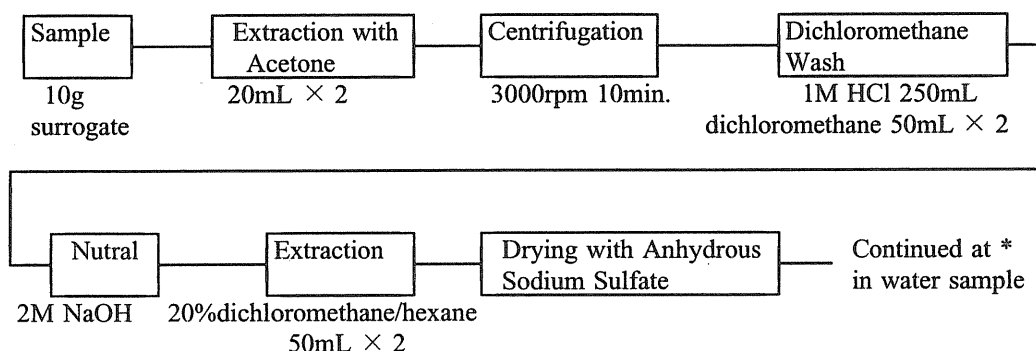 Sample
10g
surrogate
Extraction with
Acetone
20mL × 2
Centrifugation
3000rpm 10min.
Dichloromethane
Wash
1M HCl 250mL
dichloromethane 50mL × 2
Nutral
2M NaOH
Extraction
20%dichloromethane/hexane
50mL × 2
Drying with Anhydrous
Sodium Sulfate
Continued at *
in water sample